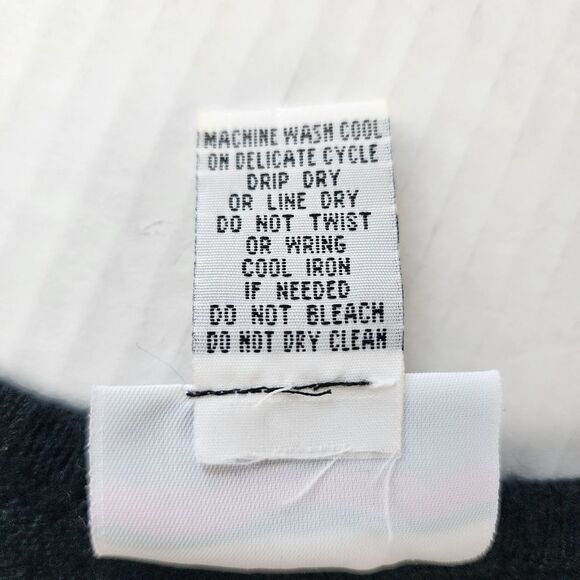 MACHINE WASH COOL
ON DELICATE CYCLE
DRIP DRY
OR LINE DRY
DO NOT TWIST
OR WRING
COOL IRON
IF NEEDED
DO NOT BLEACH
DO NOT DRY CLEAN